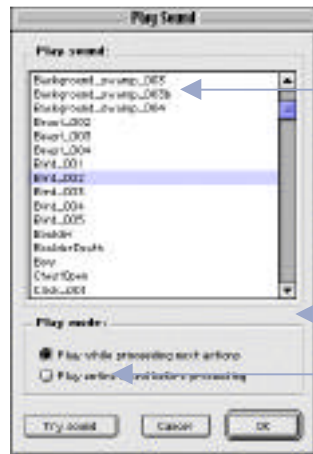 Play Sound
Play sound:
Background_swamp_003
Background_swamp_003b
Background_swamp_004
Beast_002
Beast_003
Beast_004
Bird_001
Bird_002
Bird_003
Bird_004
Bird_005
Boulder
BoulderDeath
Bow
ChestOpen
Click_001
Play mode:
Play while proceeding next actions
Play entire sound before proceeding
Try sound
Cancel
OK